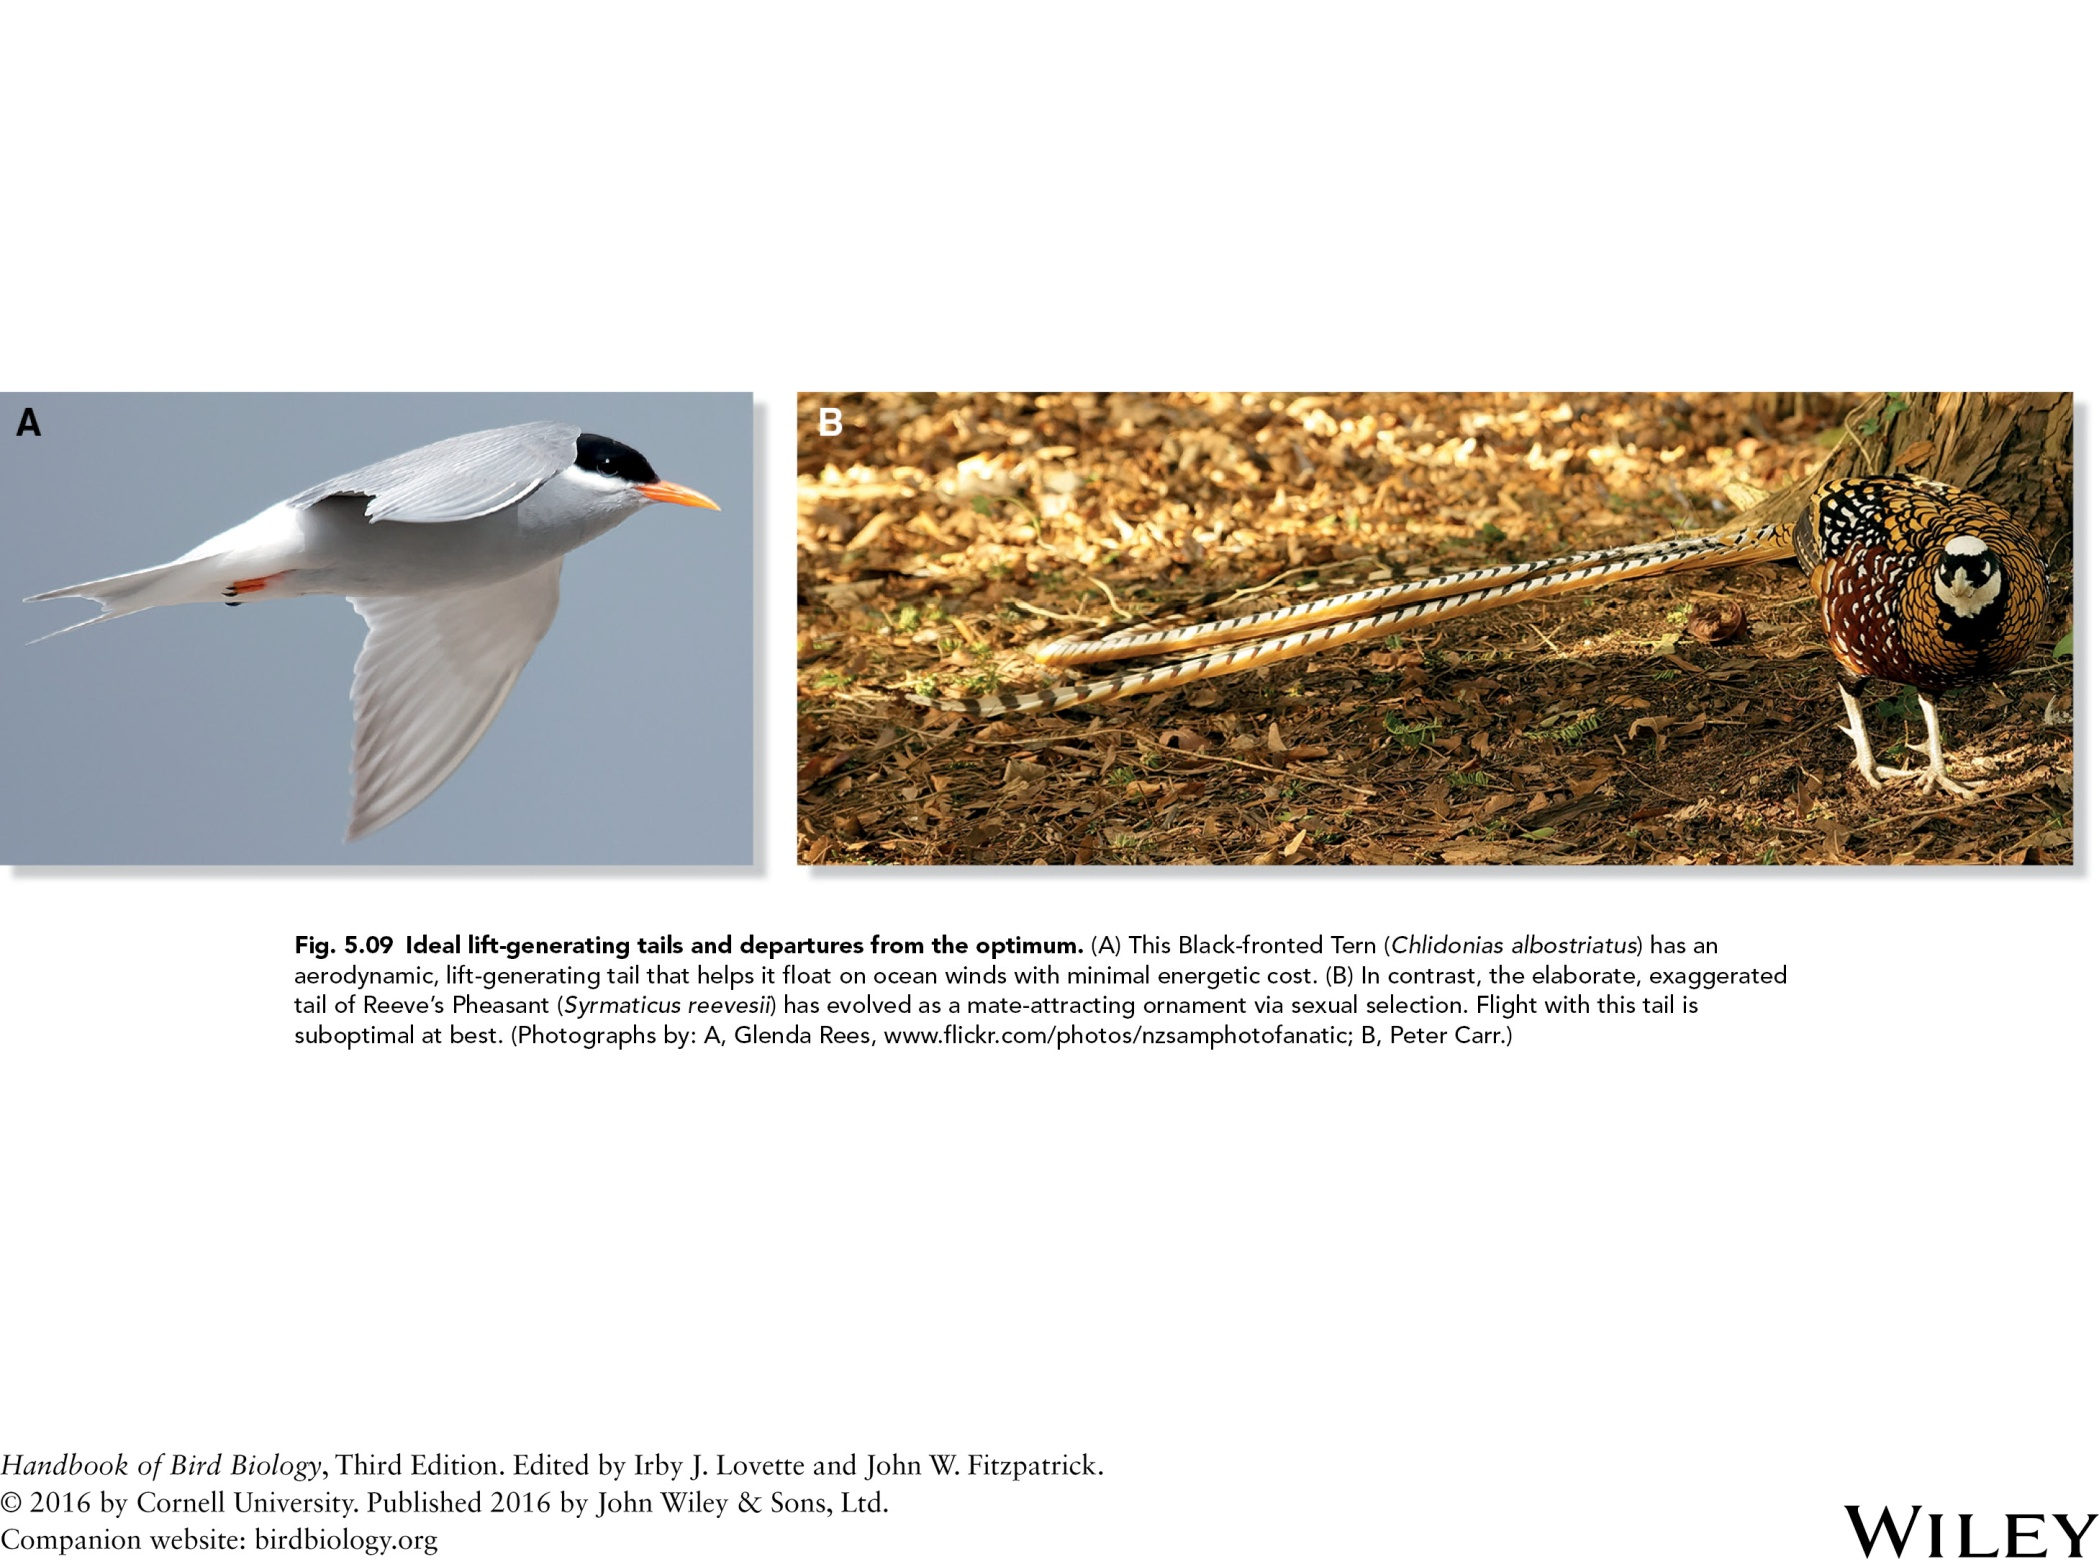 A
B
Fig. 5.09 Ideal lift-generating tails and departures from the optimum. (A) This Black-fronted Tern (Chlidonias albostriatus) has an
aerodynamic, lift-generating tail that helps it float on ocean winds with minimal energetic cost. (B) In contrast, the elaborate, exaggerated
tail of Reeve’s Pheasant (Syrmaticus reevesii) has evolved as a mate-attracting ornament via sexual selection. Flight with this tail is
suboptimal at best. (Photographs by: A, Glenda Rees, www.flickr.com/photos/nzsamphotofanatic; B, Peter Carr.)
Handbook of Bird Biology, Third Edition. Edited by Irby J. Lovette and John W. Fitzpatrick.
© 2016 by Cornell University. Published 2016 by John Wiley & Sons, Ltd.
Companion website: birdbiology.org
WILEY